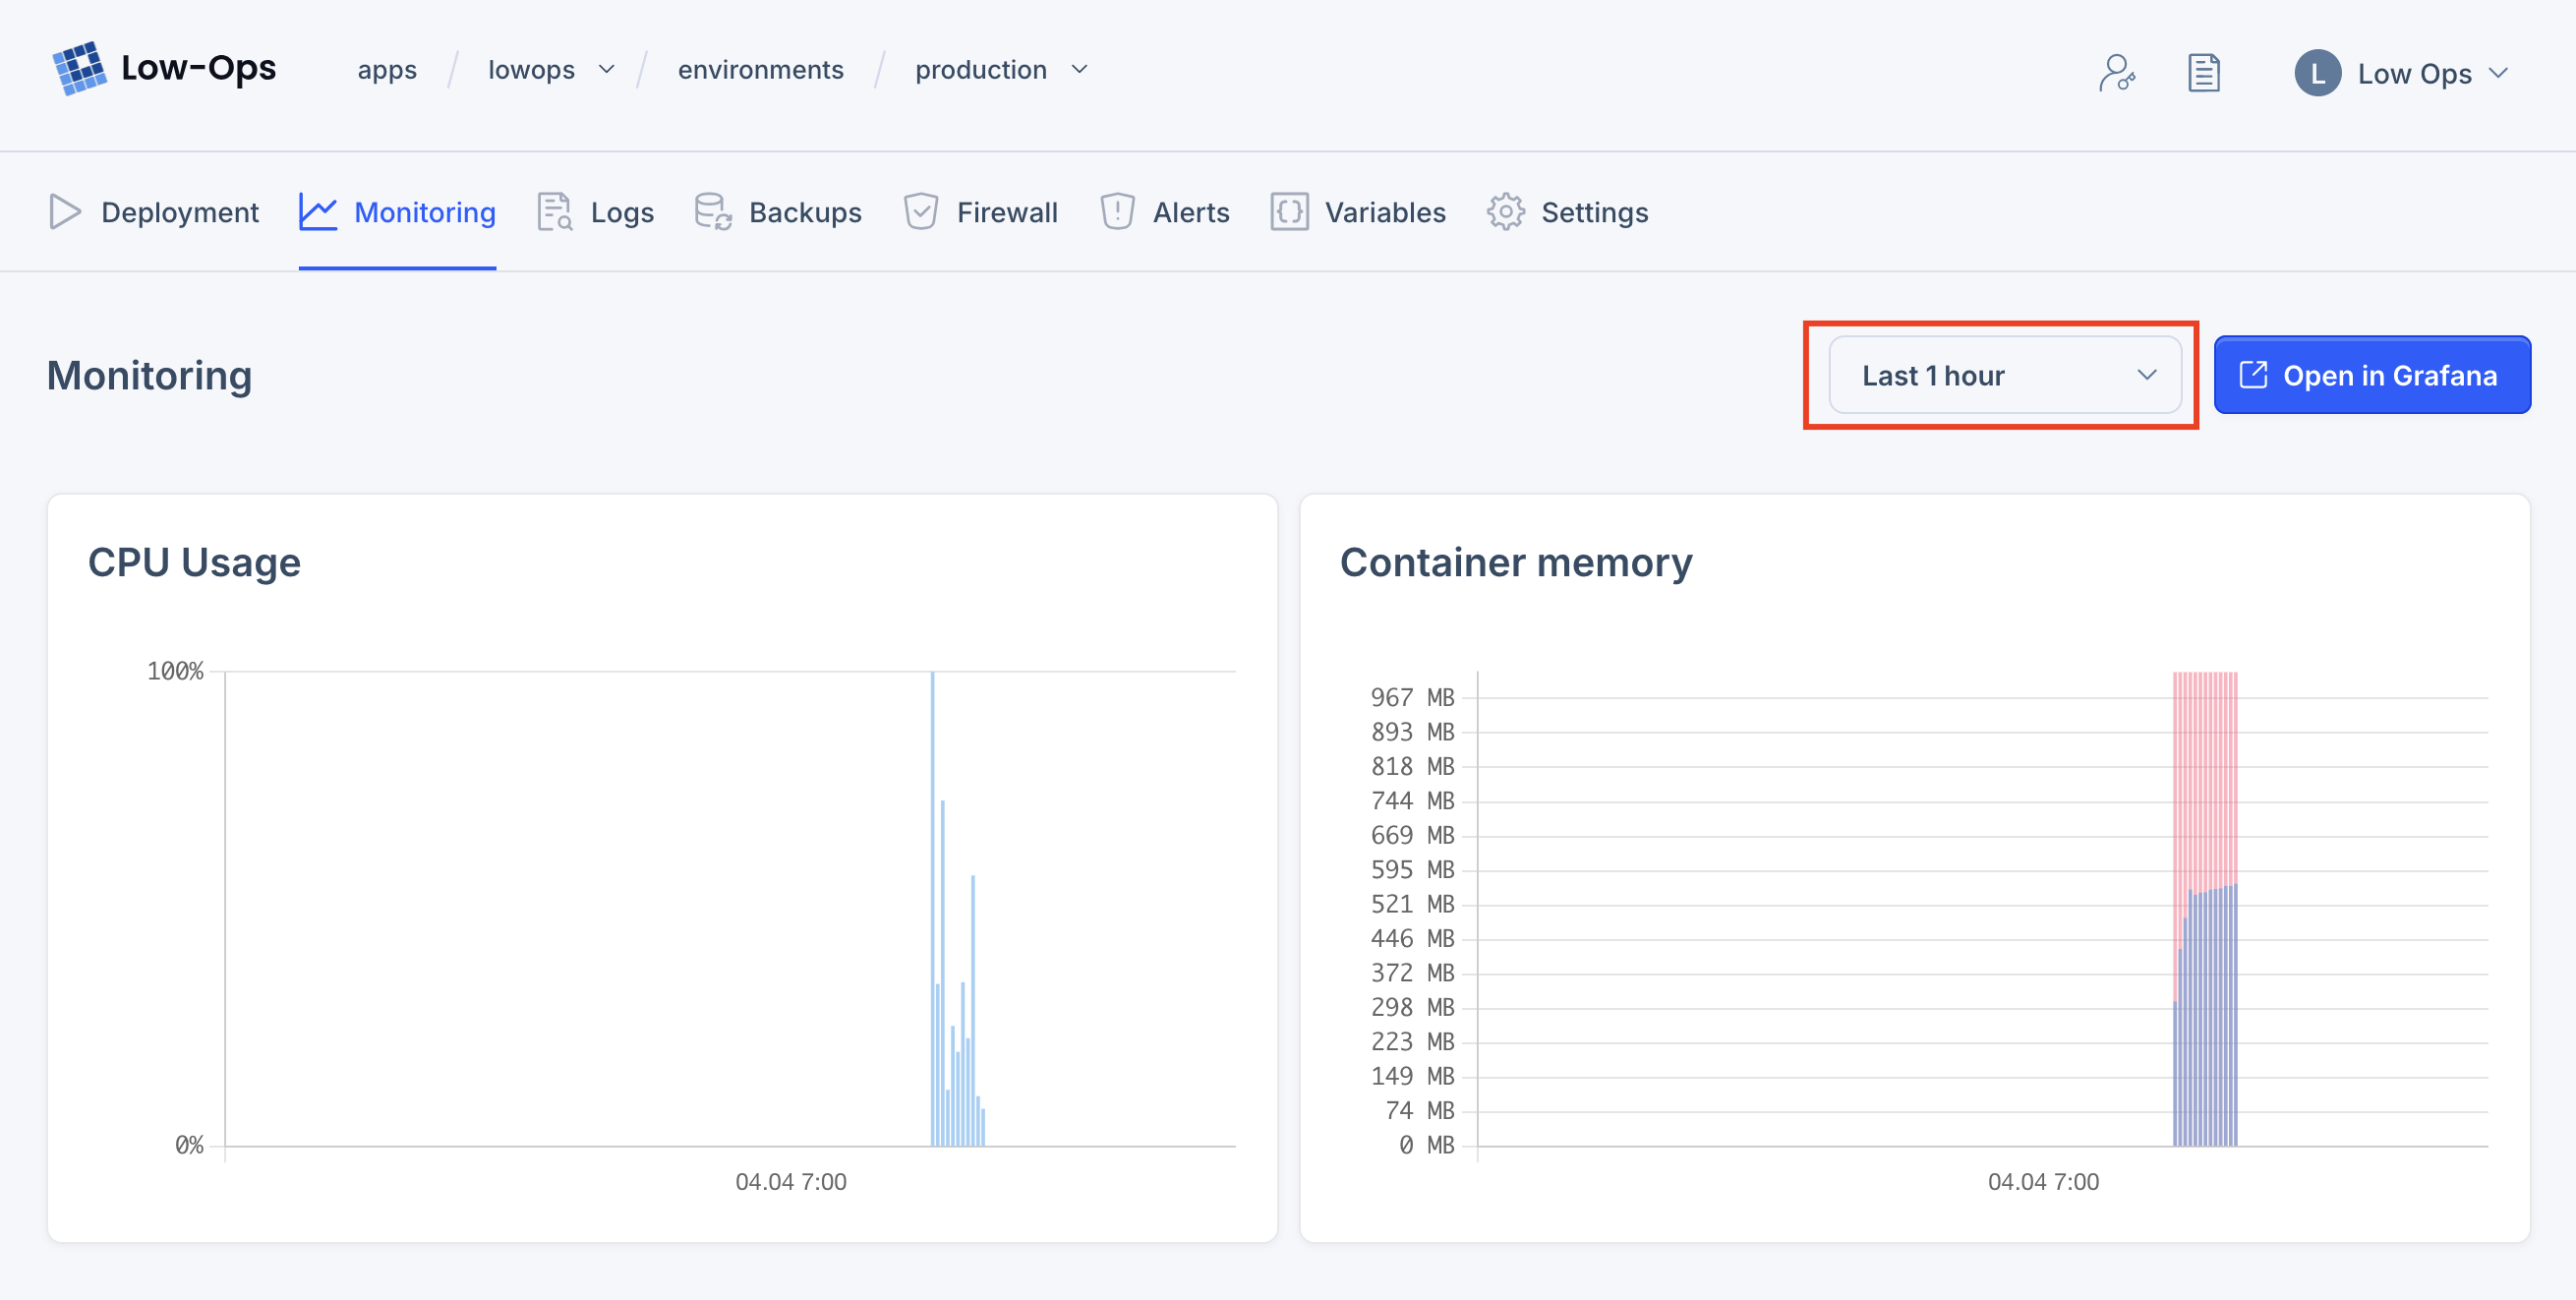 Low-Ops apps / lowops / environments / production L Low Ops
Deployment Monitoring Logs Backups Firewall Alerts Variables Settings
Monitoring Last 1 hour Open in Grafana
CPU Usage
100%
0%
04.04 7:00
Container memory
967 MB
893 MB
818 MB
744 MB
669 MB
595 MB
521 MB
446 MB
372 MB
298 MB
223 MB
149 MB
74 MB
0 MB
04.04 7:00